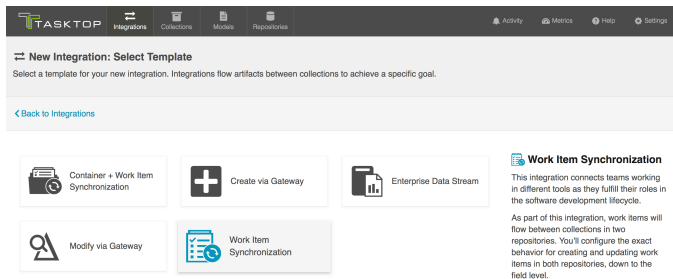 TASKTOP
Integrations
Collections
Models
Repositories
Activity
Metrics
Help
Settings
New Integration: Select Template
Select a template for your new integration. Integrations flow artifacts between collections to achieve a specific goal.
Back to Integrations
Container + Work Item
Synchronization
Create via Gateway
Enterprise Data Stream
Modify via Gateway
Work Item
Synchronization
Work Item Synchronization
This integration connects teams working
in different tools as they fulfill their roles in
the software development lifecycle.
As part of this integration, work items will
flow between collections in two
repositories. You'll configure the exact
behavior for creating and updating work
items in both repositories, down to the
field level.